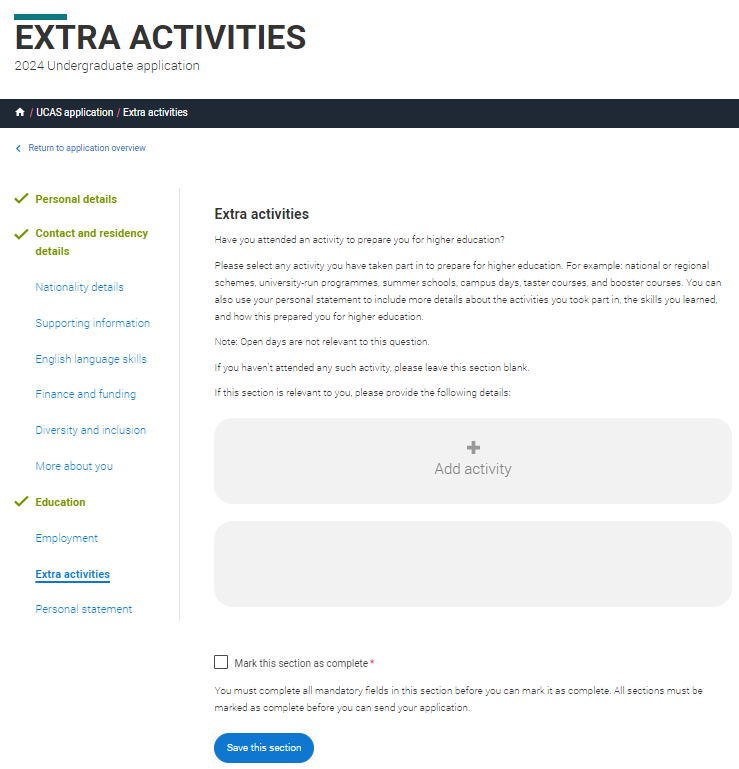 EXTRA ACTIVITIES
2024 Undergraduate application
/ UCAS application / Extra activities
Return to application overview
Personal details
Contact and residency
details
Nationality details
Supporting information
English language skills
Finance and funding
Diversity and inclusion
More about you
Education
Employment
Extra activities
Personal statement
Extra activities
Have you attended an activity to prepare you for higher education?
Please select any activity you have taken part in to prepare for higher education. For example: national or regional
schemes, university-run programmes, summer schools, campus days, taster courses, and booster courses. You can
also use your personal statement to include more details about the activities you took part in, the skills you learned,
and how this prepared you for higher education.
Note: Open days are not relevant to this question.
If you haven't attended any such activity, please leave this section blank.
If this section is relevant to you, please provide the following details:
Add activity
Mark this section as complete *
You must complete all mandatory fields in this section before you can mark it as complete. All sections must be
marked as complete before you can send your application.
Save this section